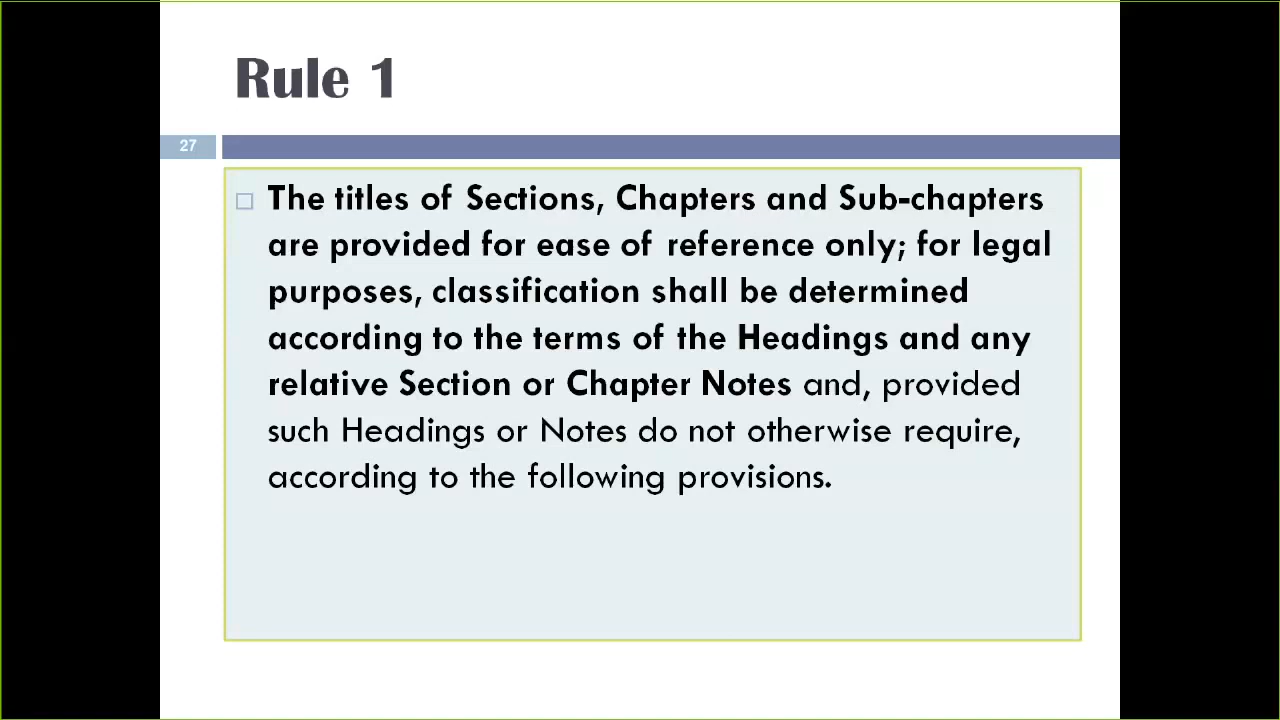 Rule 1
27
The titles of Sections, Chapters and Sub-chapters
are provided for ease of reference only; for legal
purposes, classification shall be determined
according to the terms of the Headings and any
relative Section or Chapter Notes and, provided
such Headings or Notes do not otherwise require,
according to the following provisions.